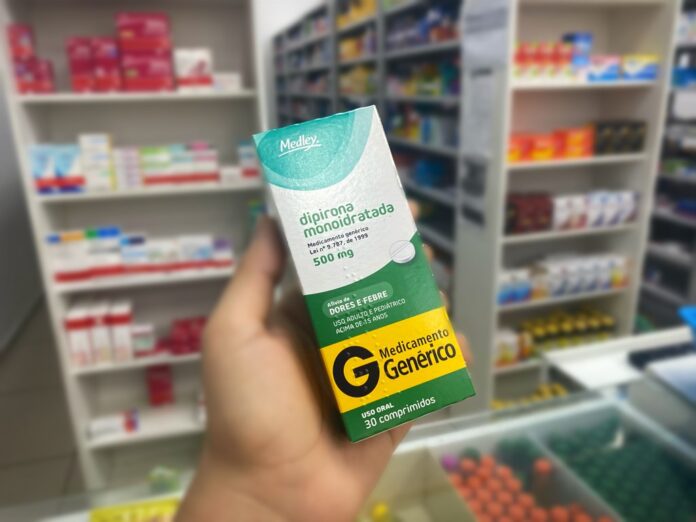 Medley
dipirona
monoidratada
Medicamento genérico
Lei nº 9.787, de 1999
500 mg
Alívio de
DORES E FEBRE
USO ADULTO E PEDIÁTRICO
ACIMA DE 15 ANOS
G Medicamento
Genérico
USO ORAL
30 comprimidos